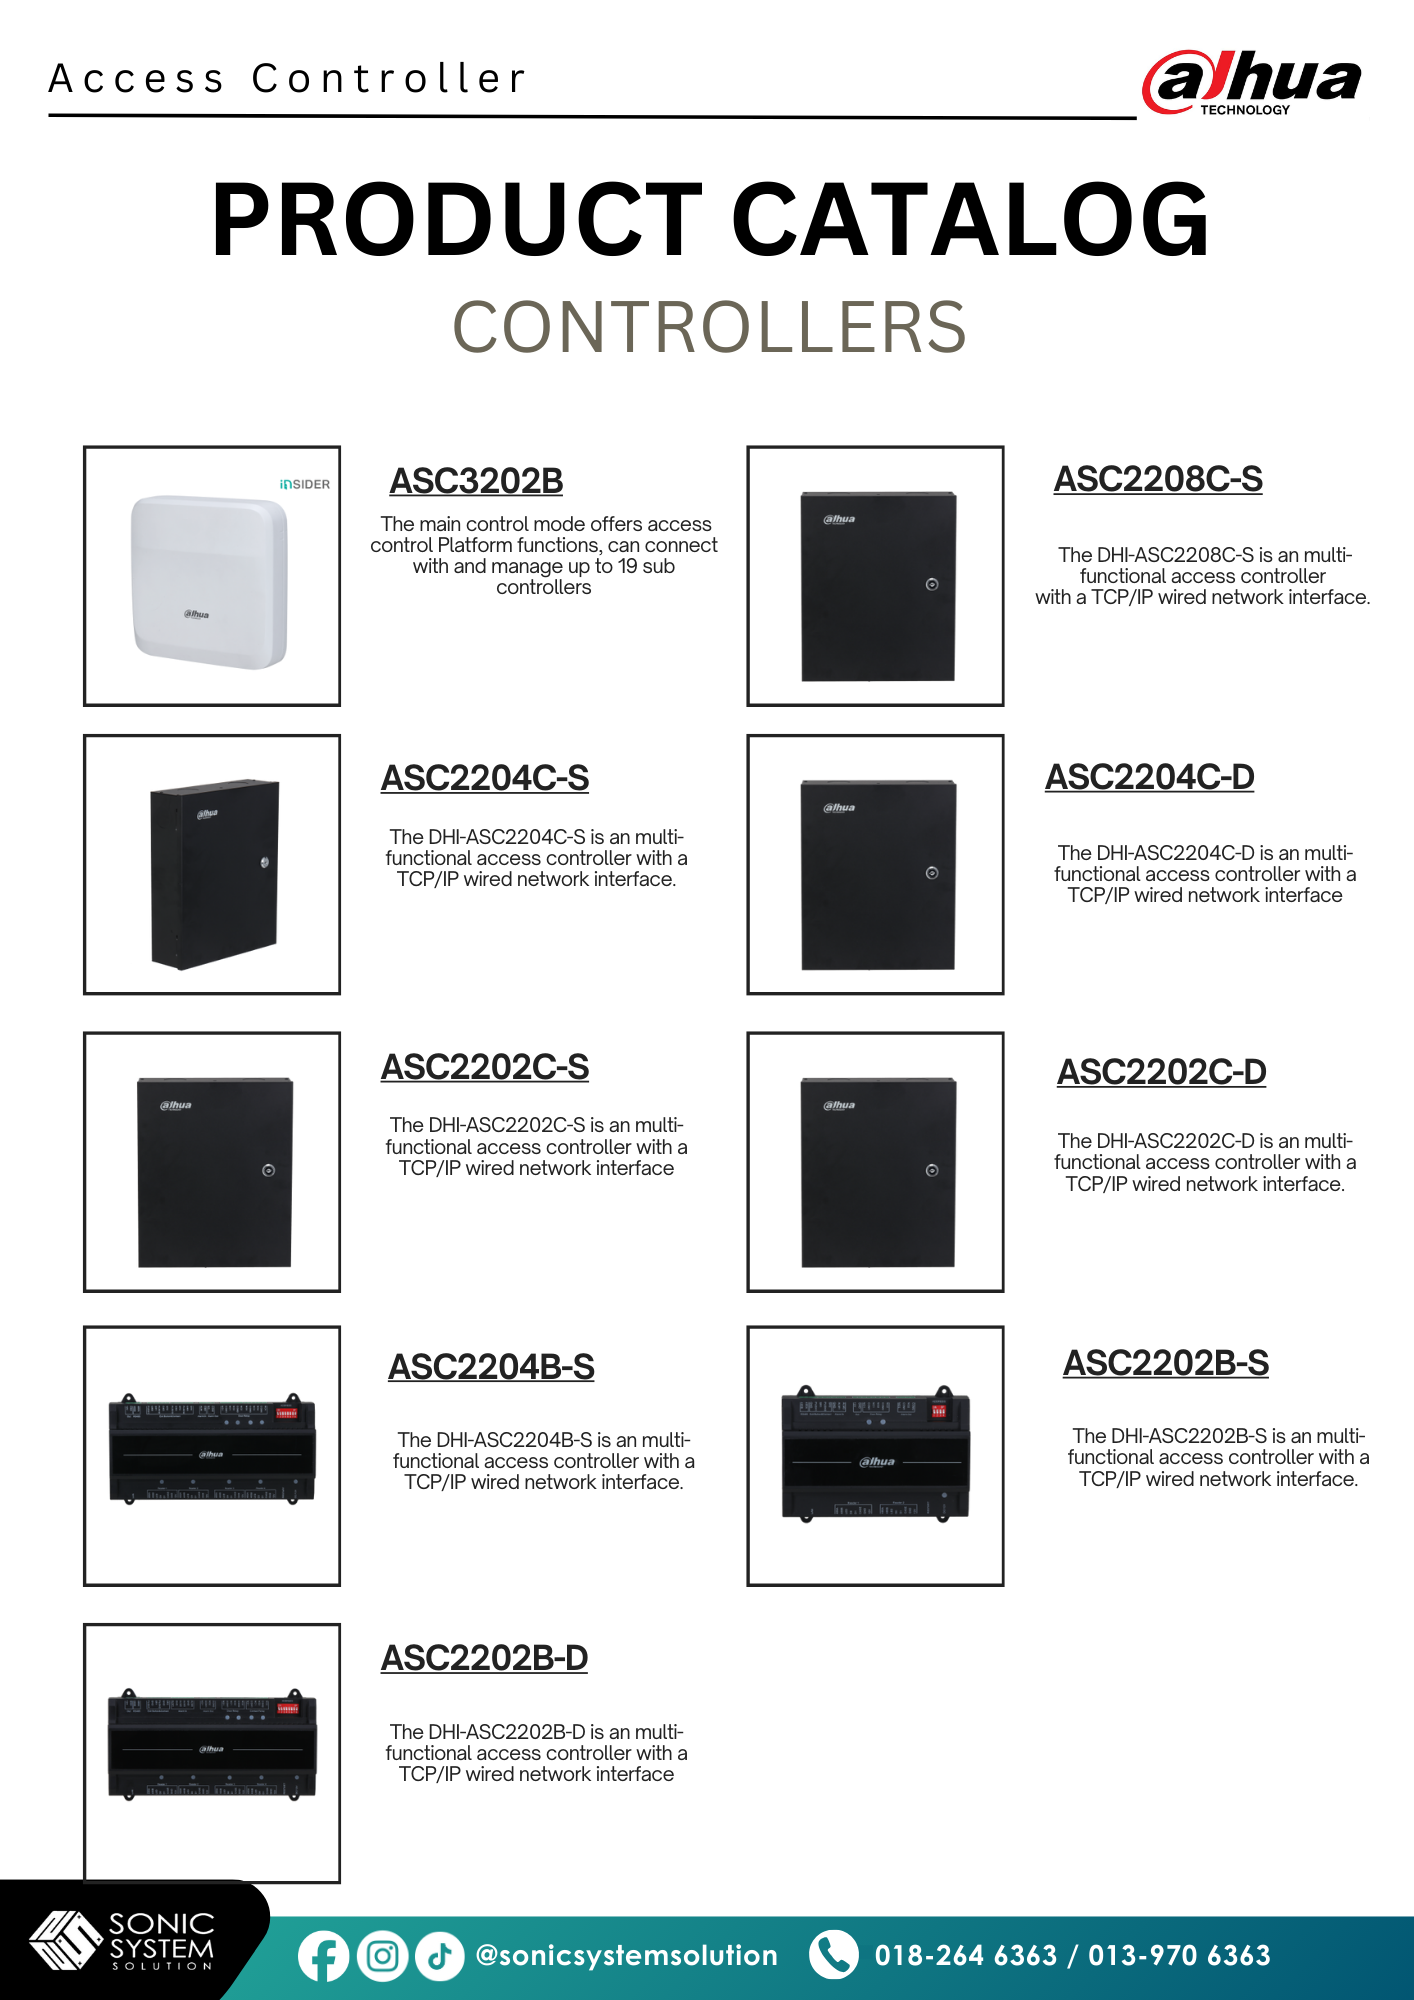 Access Controller
alhua
TECHNOLOGY
PRODUCT CATALOG
CONTROLLERS
inSIDER
alhua
ASC3202B
The main control mode offers access
control Platform functions, can connect
with and manage up to 19 sub
controllers
alhua
ASC2208C-S
The DHI-ASC2208C-S is an multi-
functional access controller
with a TCP/IP wired network interface.
alhua
ASC2204C-S
The DHI-ASC2204C-S is an multi-
functional access controller with a
TCP/IP wired network interface.
alhua
ASC2204C-D
The DHI-ASC2204C-D is an multi-
functional access controller with a
TCP/IP wired network interface
alhua
ASC2202C-S
The DHI-ASC2202C-S is an multi-
functional access controller with a
TCP/IP wired network interface
alhua
ASC2202C-D
The DHI-ASC2202C-D is an multi-
functional access controller with a
TCP/IP wired network interface.
alhua
ASC2204B-S
The DHI-ASC2204B-S is an multi-
functional access controller with a
TCP/IP wired network interface.
alhua
ASC2202B-S
The DHI-ASC2202B-S is an multi-
functional access controller with a
TCP/IP wired network interface.
alhua
ASC2202B-D
The DHI-ASC2202B-D is an multi-
functional access controller with a
TCP/IP wired network interface
SONIC
SYSTEM
SOLUTION
@sonicsystemsolution
018-264 6363 / 013-970 6363